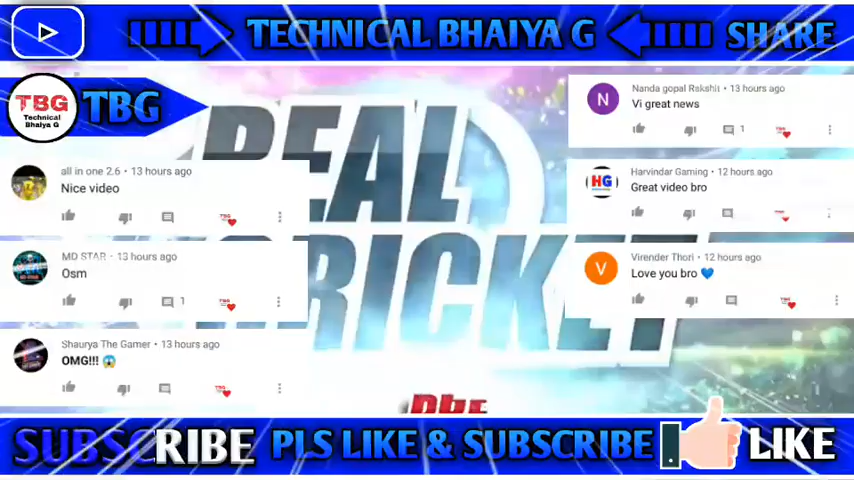 TECHNICAL BHAIYA G
SHARE
TBG
Technical
Bhaiya G
TBG
REAL
CRICKET
Nanda gopal Rakshit • 13 hours ago
Vi great news
1
all in one 2.6 • 13 hours ago
Nice video
Harvindar Gaming • 12 hours ago
HG
Great video bro
MD STAR • 13 hours ago
Osm
1
Virender Thori • 12 hours ago
V
Love you bro 💙
N
Shaurya The Gamer • 13 hours ago
OMG!!! 😱
SUBSCRIBE
PLS LIKE & SUBSCRIBE
LIKE